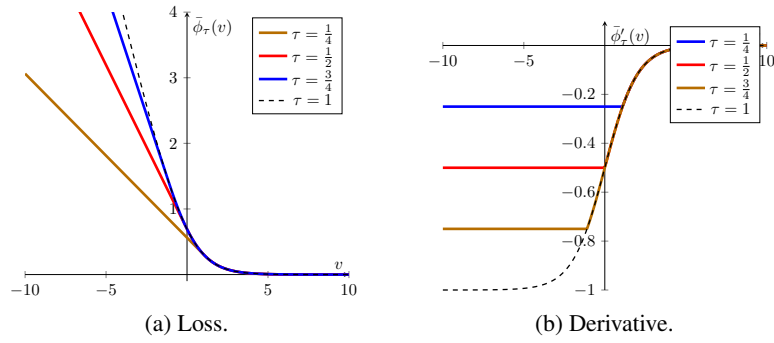 4
3
2
1
−10
−5
5
10
v
ϕ̄τ(v)
τ = 1/4
τ = 1/2
τ = 3/4
τ = 1
(a) Loss.
ϕ̄′τ(v)
−10
−5
10
−0.2
−0.4
−0.6
−0.8
−1
τ = 1/4
τ = 1/2
τ = 3/4
τ = 1
(b) Derivative.